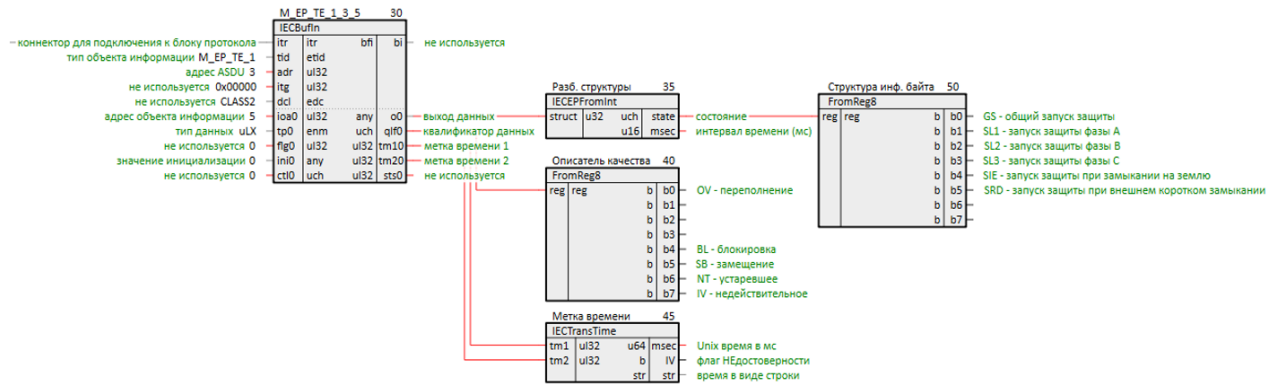 M_EP_TE_1_3_5 30
IECBufIn
коннектор для подключения к блоку протокола itr itr bfi bi не используется
тип объекта информации M_EP_TE_1 tid etid
адрес ASDU 3 adr ul32
не используется 0x00000 itg ul32
не используется CLASS2 dcl edc
адрес объекта информации 5 ioa0 ul32 any o0 выход данных
тип данных uLX tp0 enm uch qlf0 квалификатор данных
не используется 0 flg0 ul32 ul32 tm10 метка времени 1
значение инициализации 0 ini0 any ul32 tm20 метка времени 2
не используется 0 ctl0 uch ul32 sts0 не используется
Разб. структуры 35
IECEPFromInt
struct u32 uch state состояние
u16 msec интервал времени (мс)
Описатель качества 40
FromReg8
reg reg b b0 OV - переполнение
b b1
b b2
b b3
b b4 BL - блокировка
b b5 SB - замещение
b b6 NT - устаревшее
b b7 IV - недействительное
Метка времени 45
IECTransTime
tm1 ul32 u64 msec Unix время в мс
tm2 ul32 b IV флаг НЕдостоверности
str str время в виде строки
Структура инф. байта 50
FromReg8
reg reg b b0 GS - общий запуск защиты
b b1 SL1 - запуск защиты фазы A
b b2 SL2 - запуск защиты фазы B
b b3 SL3 - запуск защиты фазы C
b b4 SIE - запуск защиты при замыкании на землю
b b5 SRD - запуск защиты при внешнем коротком замыкании
b b6
b b7